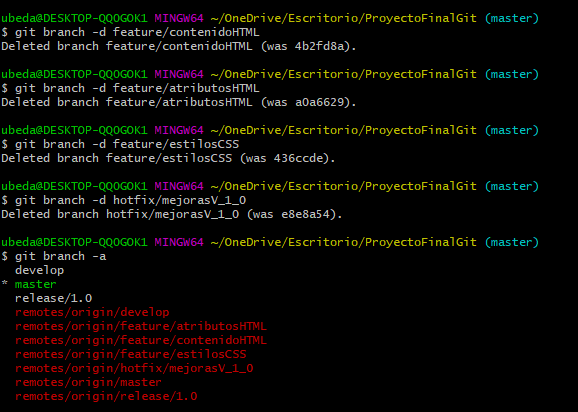 ubeda@DESKTOP-QQOGOK1 MINGW64 ~/OneDrive/Escritorio/ProyectoFinalGit (master)
$ git branch -d feature/contenidoHTML
Deleted branch feature/contenidoHTML (was 4b2fd8a).
ubeda@DESKTOP-QQOGOK1 MINGW64 ~/OneDrive/Escritorio/ProyectoFinalGit (master)
$ git branch -d feature/atributosHTML
Deleted branch feature/atributosHTML (was a0a6629).
ubeda@DESKTOP-QQOGOK1 MINGW64 ~/OneDrive/Escritorio/ProyectoFinalGit (master)
$ git branch -d feature/estilosCSS
Deleted branch feature/estilosCSS (was 436ccde).
ubeda@DESKTOP-QQOGOK1 MINGW64 ~/OneDrive/Escritorio/ProyectoFinalGit (master)
$ git branch -d hotfix/mejorasV_1_0
Deleted branch hotfix/mejorasV_1_0 (was e8e8a54).
ubeda@DESKTOP-QQOGOK1 MINGW64 ~/OneDrive/Escritorio/ProyectoFinalGit (master)
$ git branch -a
develop
* master
release/1.0
remotes/origin/develop
remotes/origin/feature/atributosHTML
remotes/origin/feature/contenidoHTML
remotes/origin/feature/estilosCSS
remotes/origin/hotfix/mejorasV_1_0
remotes/origin/master
remotes/origin/release/1.0